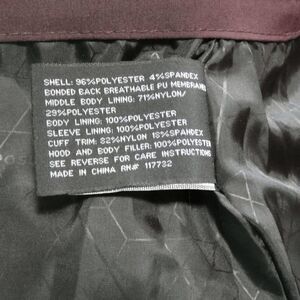 SHELL: 96%POLYESTER 4%SPANDEX
BONDED BACK BREATHABLE PU MEMBRANE
MIDDLE BODY LINING: 71%NYLON/
29%POLYESTER
BODY LINING: 100%POLYESTER
SLEEVE LINING: 100%POLYESTER
CUFF TRIM: 82%NYLON 18%SPANDEX
HOOD AND BODY FILLER: 100%POLYESTER
SEE REVERSE FOR CARE INSTRUCTIONS
MADE IN CHINA RN# 117732